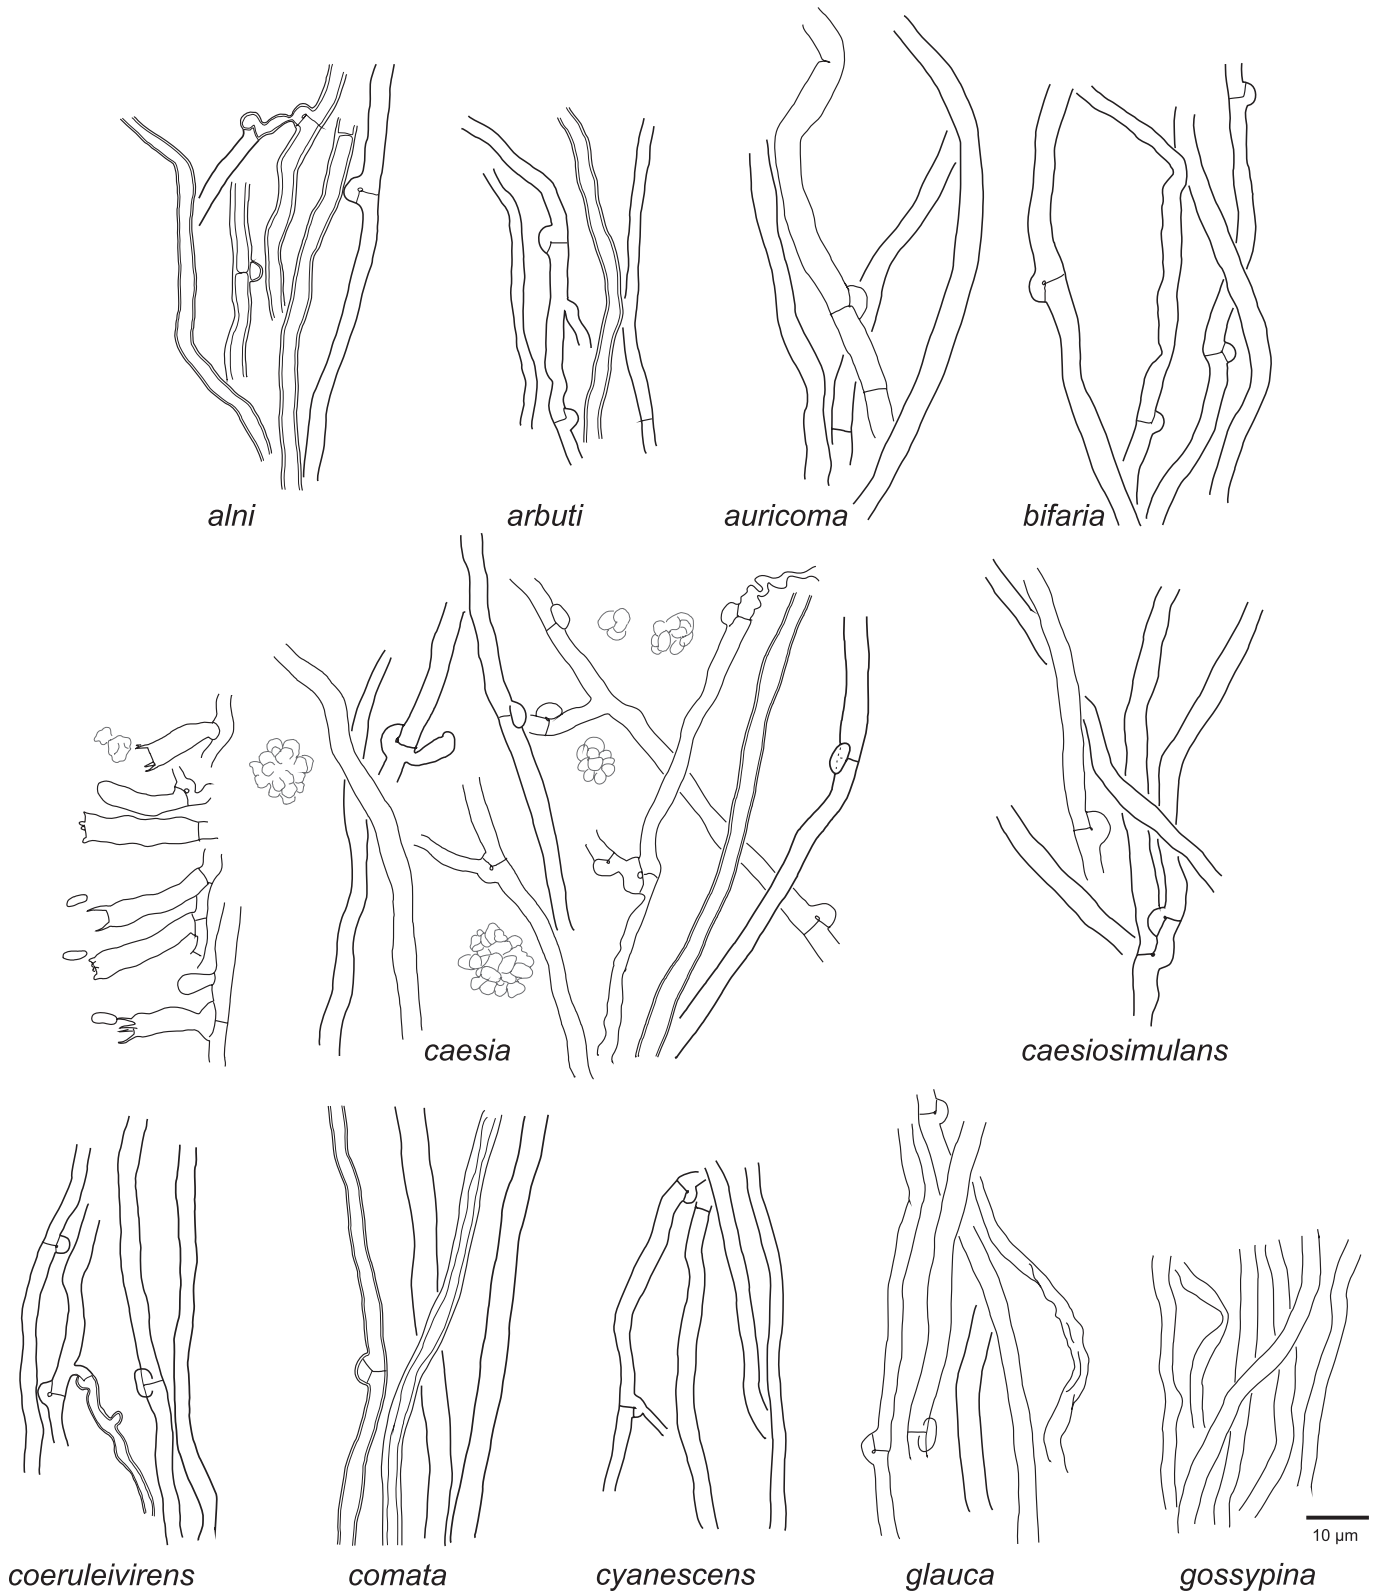 alni
arbuti
auricoma
bifaria
caesia
caesiosimulans
10 µm
coeruleivirens
comata
cyanescens
glauca
gossypina